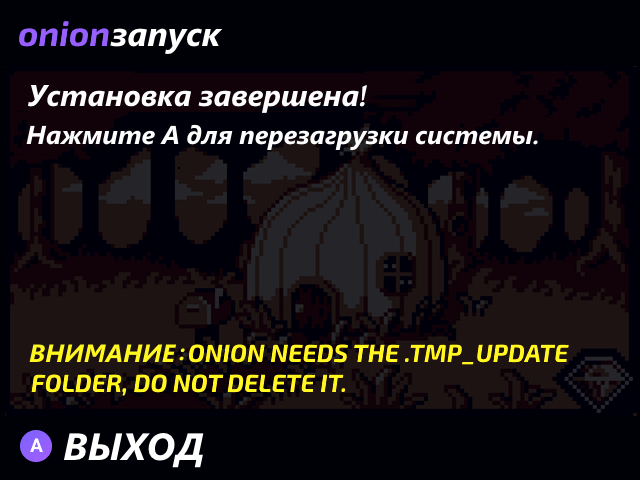 onionзапуск
Установка завершена!
Нажмите A для перезагрузки системы.
ВНИМАНИЕ:ONION NEEDS THE .TMP_UPDATE
FOLDER, DO NOT DELETE IT.
A ВЫХОД